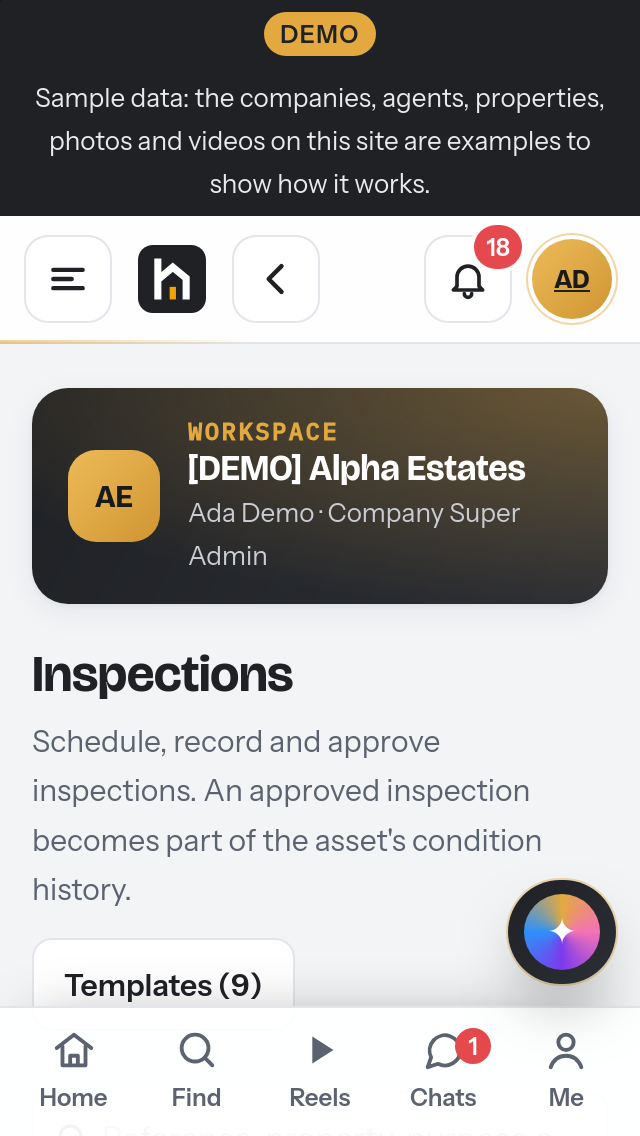 DEMO
Sample data: the companies, agents, properties,
photos and videos on this site are examples to
show how it works.
18
AD
WORKSPACE
AE
[DEMO] Alpha Estates
Ada Demo · Company Super
Admin
Inspections
Schedule, record and approve
inspections. An approved inspection
becomes part of the asset's condition
history.
Templates (9)
1
Home
Find
Reels
Chats
Me